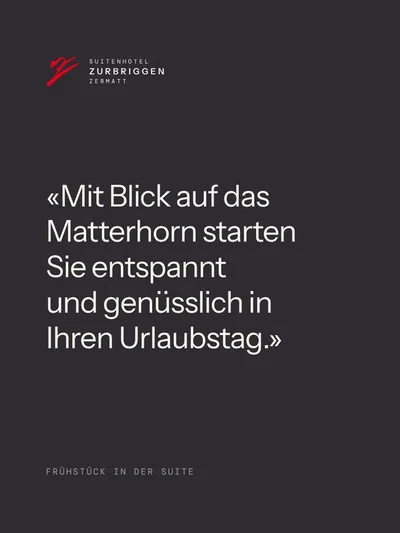 SUITENHOTEL
ZURBRIGGEN
ZERMATT
«Mit Blick auf das
Matterhorn starten
Sie entspannt
und genüsslich in
Ihren Urlaubstag.»
FRÜHSTÜCK IN DER SUITE